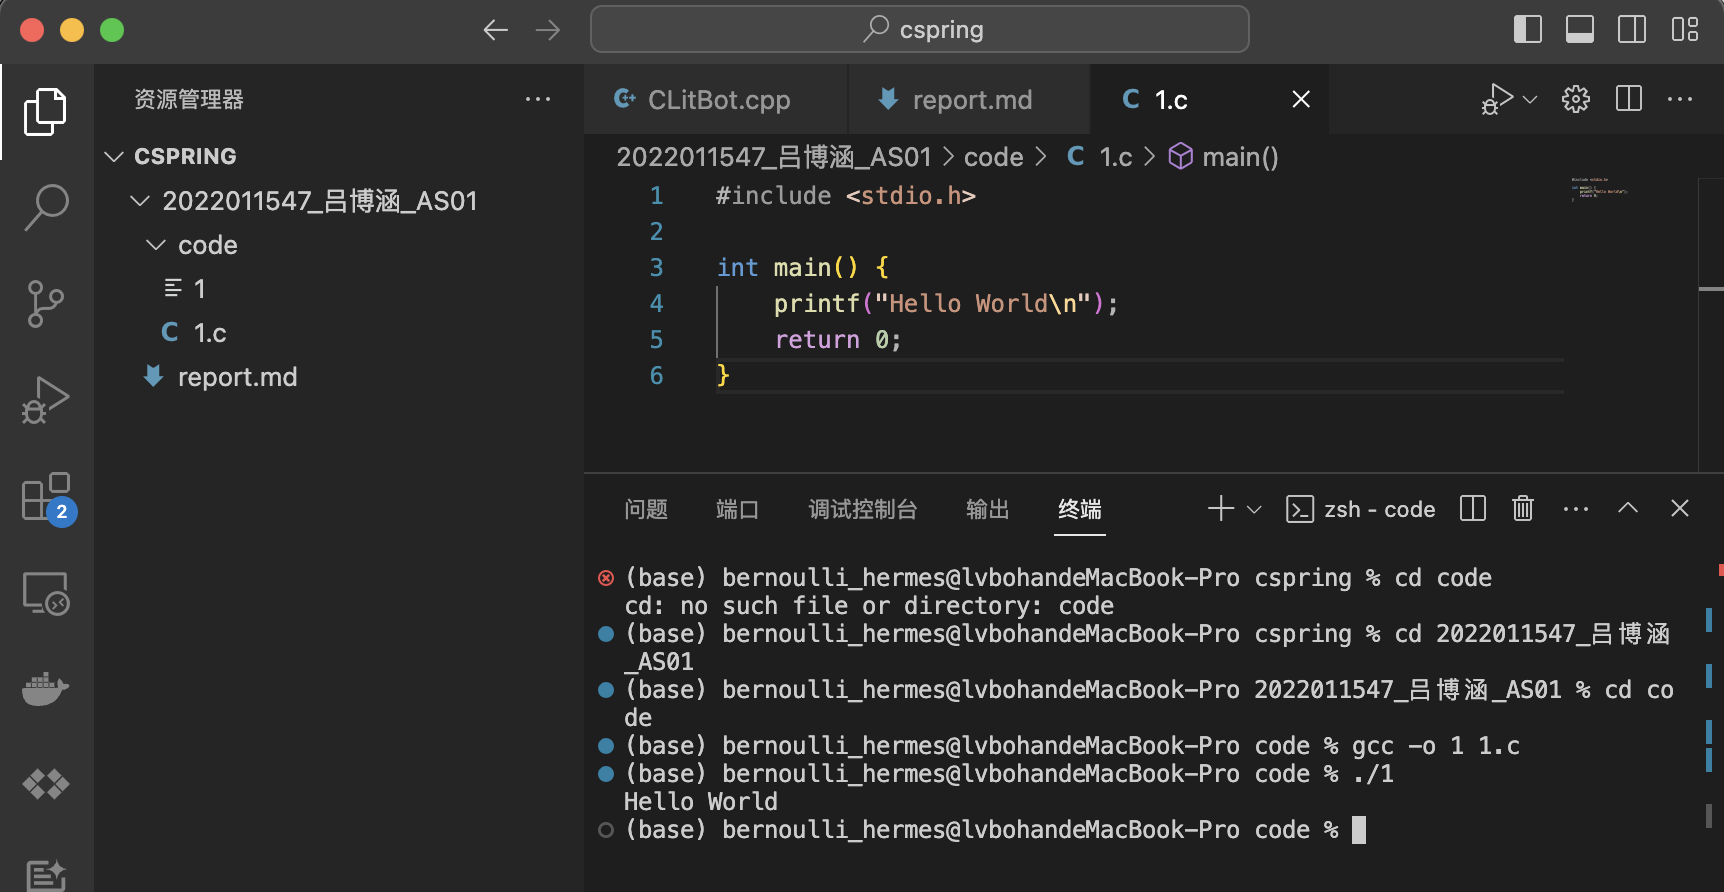 cspring
资源管理器
CSPRING
2022011547_吕博涵_AS01
code
1
C 1.c
report.md
2
CLitBot.cpp
report.md
C 1.c
2022011547_吕博涵_AS01 > code > C 1.c > main()
1 #include <stdio.h>
2
3 int main() {
4 printf("Hello World\n");
5 return 0;
6 }
问题 端口 调试控制台 输出 终端
zsh - code
(base) bernoulli_hermes@lvbohandeMacBook-Pro cspring % cd code
cd: no such file or directory: code
(base) bernoulli_hermes@lvbohandeMacBook-Pro cspring % cd 2022011547_吕博涵
_AS01
(base) bernoulli_hermes@lvbohandeMacBook-Pro 2022011547_吕博涵_AS01 % cd co
de
(base) bernoulli_hermes@lvbohandeMacBook-Pro code % gcc -o 1 1.c
(base) bernoulli_hermes@lvbohandeMacBook-Pro code % ./1
Hello World
(base) bernoulli_hermes@lvbohandeMacBook-Pro code %